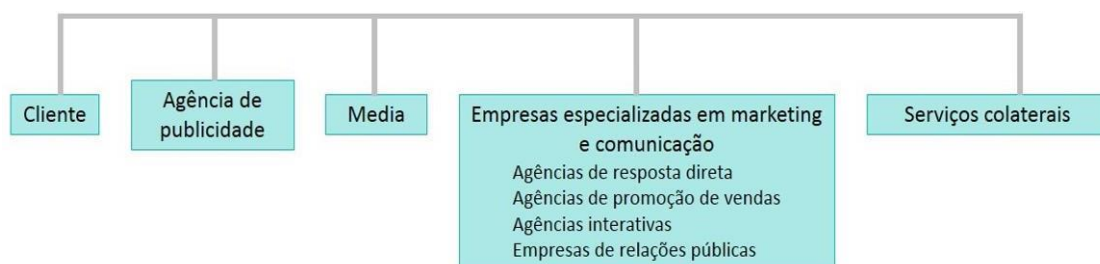 Cliente
Agência de
publicidade
Media
Empresas especializadas em marketing
e comunicação
Agências de resposta direta
Agências de promoção de vendas
Agências interativas
Empresas de relações públicas
Serviços colaterais